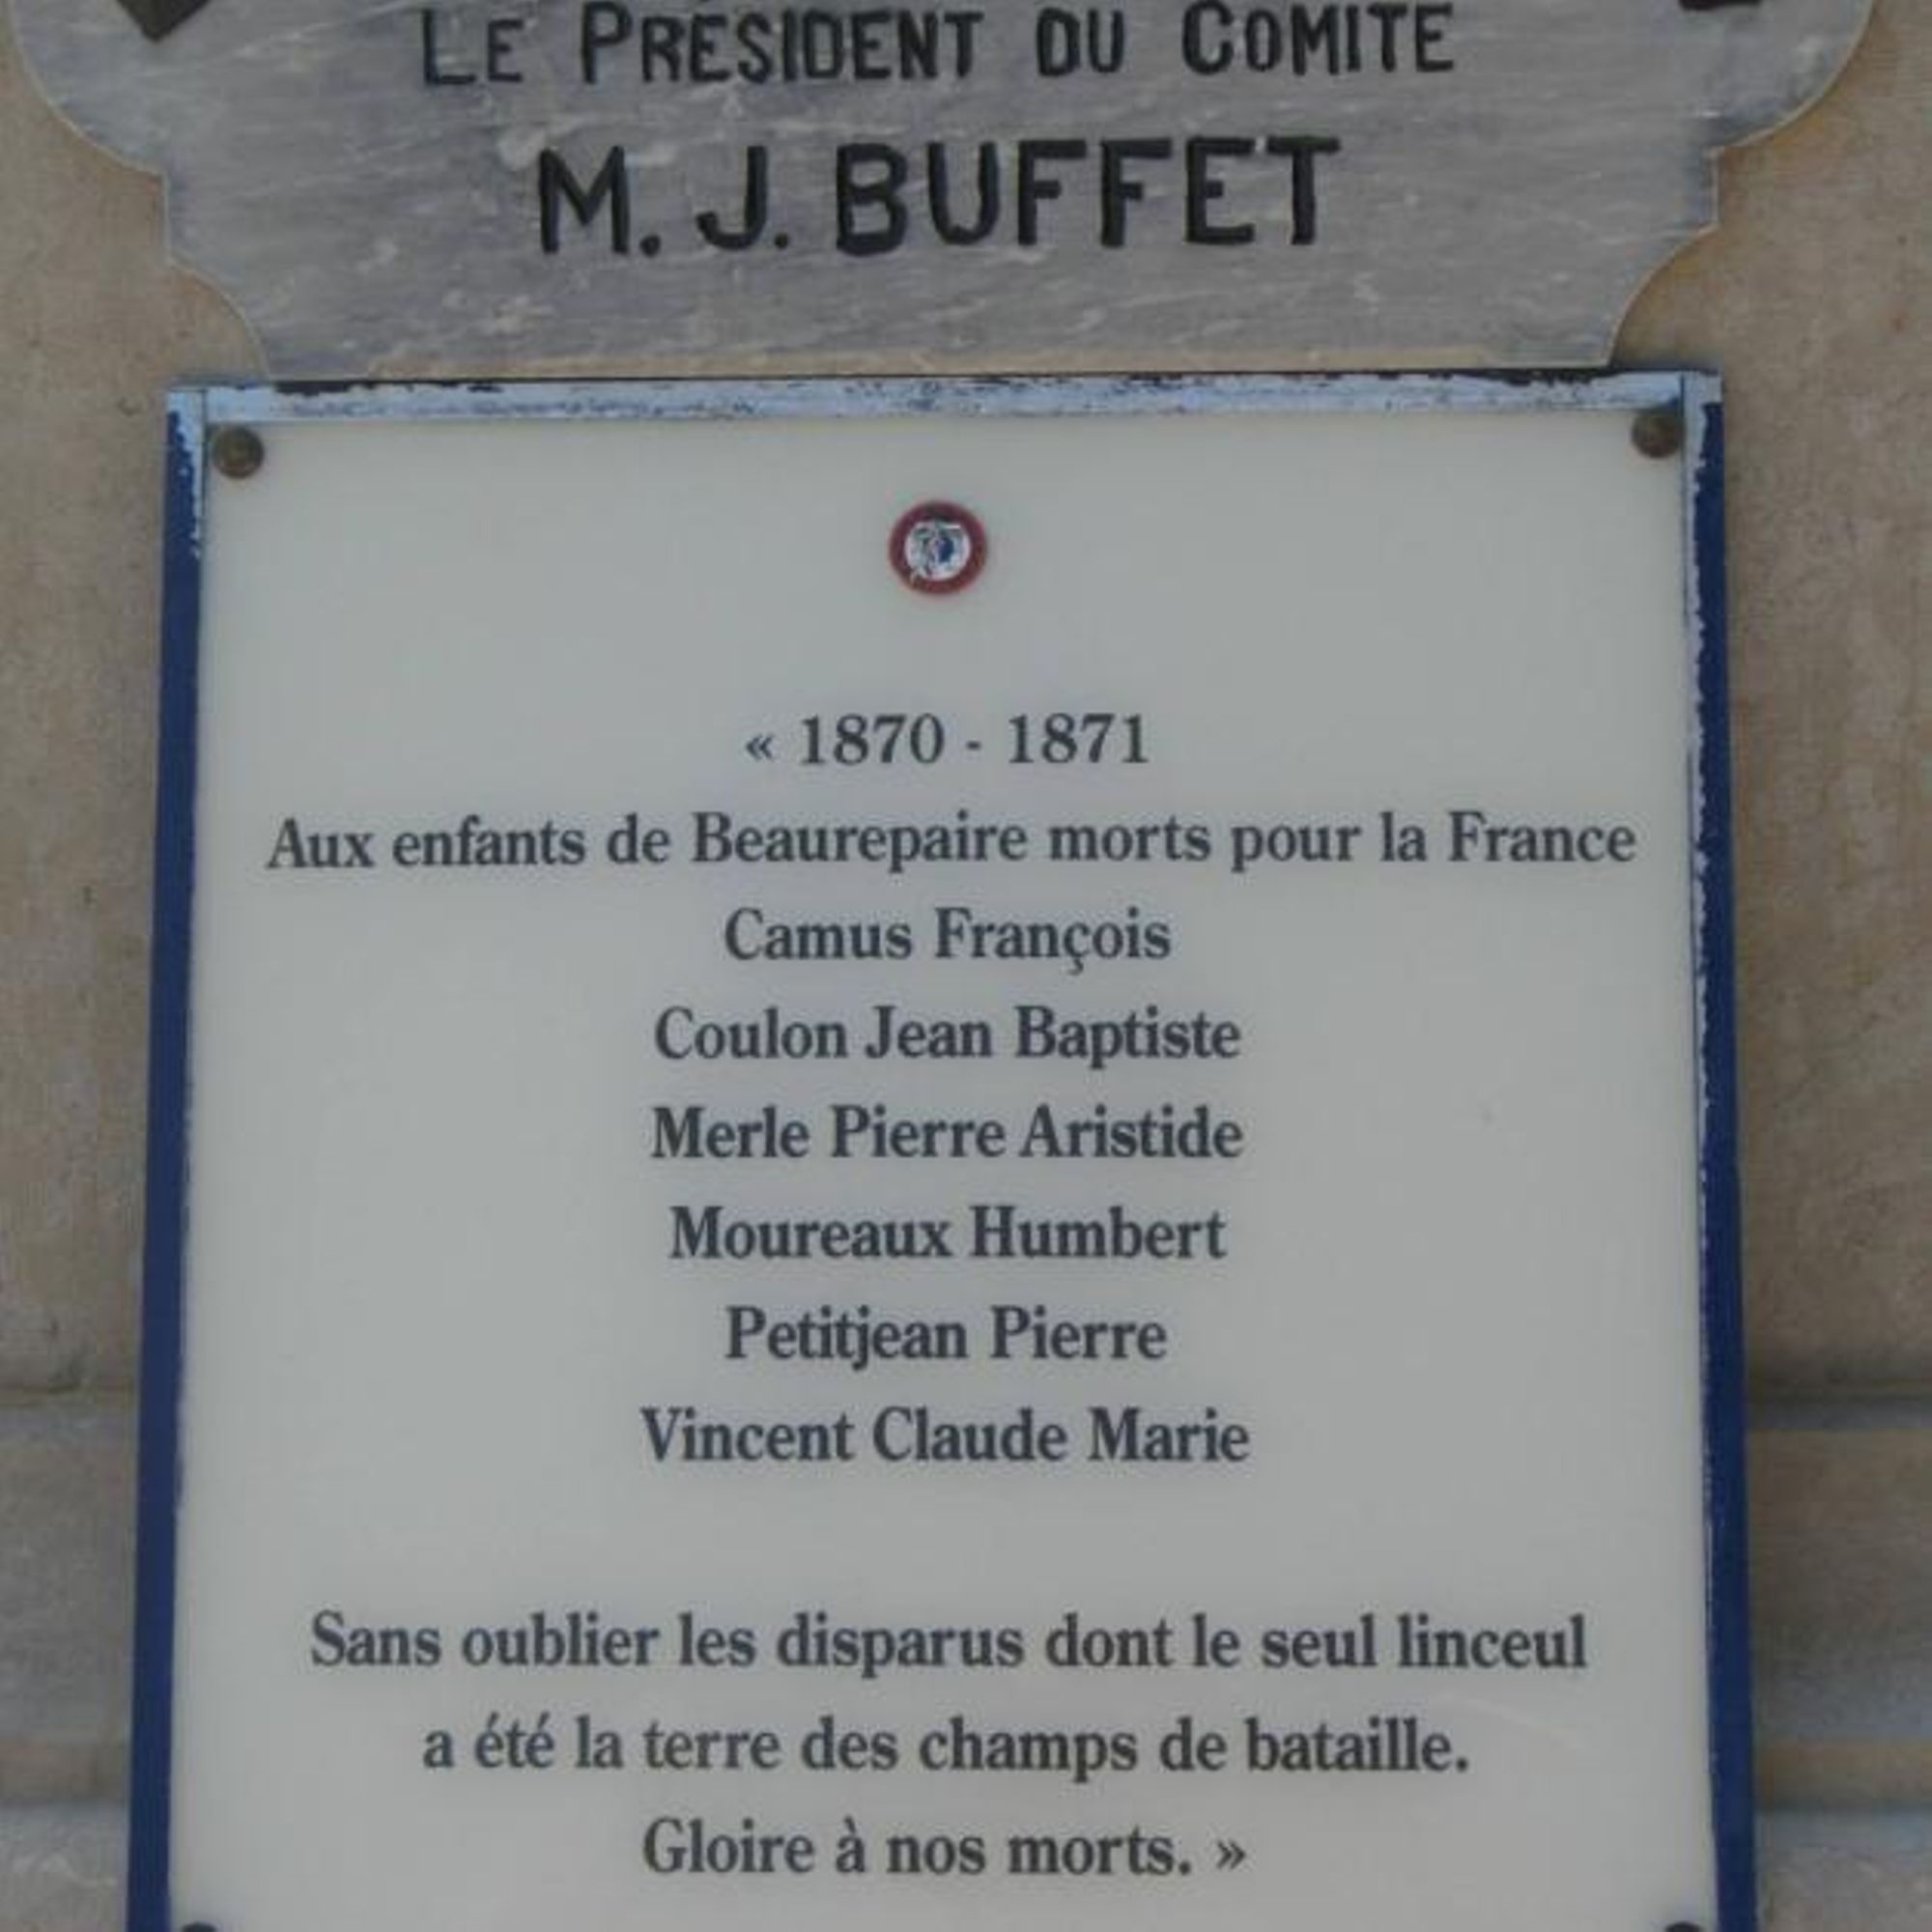 LE PRÉSIDENT DU COMITÉ
M. J. BUFFET
« 1870 - 1871
Aux enfants de Beaurepaire morts pour la France
Camus François
Coulon Jean Baptiste
Merle Pierre Aristide
Moureaux Humbert
Petitjean Pierre
Vincent Claude Marie
Sans oublier les disparus dont le seul linceul
a été la terre des champs de bataille.
Gloire à nos morts. »